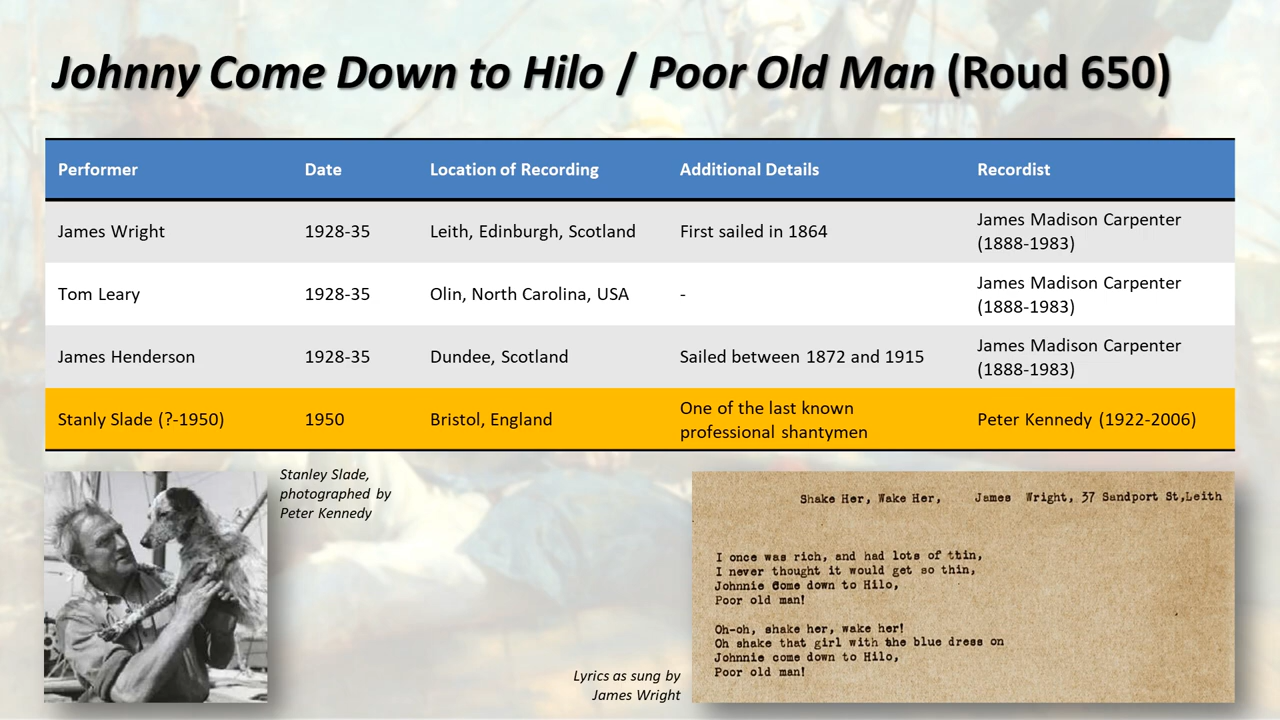 Johnny Come Down to Hilo / Poor Old Man (Roud 650)
Performer Date Location of Recording Additional Details Recordist
James Wright 1928-35 Leith, Edinburgh, Scotland First sailed in 1864 James Madison Carpenter
(1888-1983)
Tom Leary 1928-35 Olin, North Carolina, USA - James Madison Carpenter
(1888-1983)
James Henderson 1928-35 Dundee, Scotland Sailed between 1872 and 1915 James Madison Carpenter
(1888-1983)
Stanly Slade (?-1950) 1950 Bristol, England One of the last known
professional shantymen Peter Kennedy (1922-2006)
Stanley Slade,
photographed by
Peter Kennedy
Shake Her, Wake Her, James Wright, 37 Sandport St,Leith
I once was rich, and had lots of thin,
I never thought it would get so thin,
Johnnie Come down to Hilo,
Poor old man!
Oh-oh, shake her, wake her!
Oh shake that girl with the blue dress on
Johnnie come down to Hilo,
Poor old man!
Lyrics as sung by
James Wright